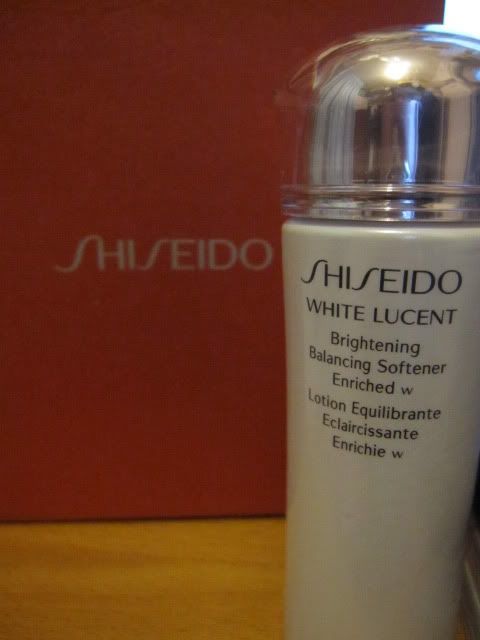 SHISEIDO
SHISEIDO
WHITE LUCENT
Brightening
Balancing Softener
Enriched w
Lotion Equilibrante
Eclaircissante
Enrichie w